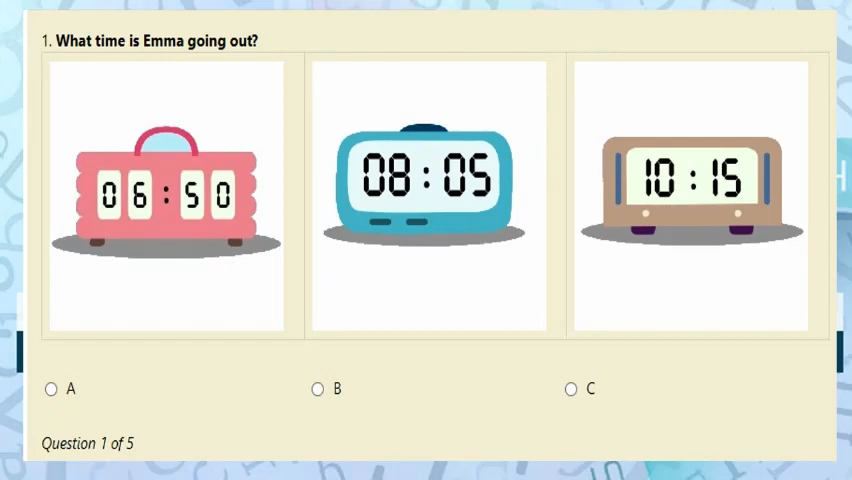 1. What time is Emma going out?
06:50
08:05
10:15
A
B
C
Question 1 of 5